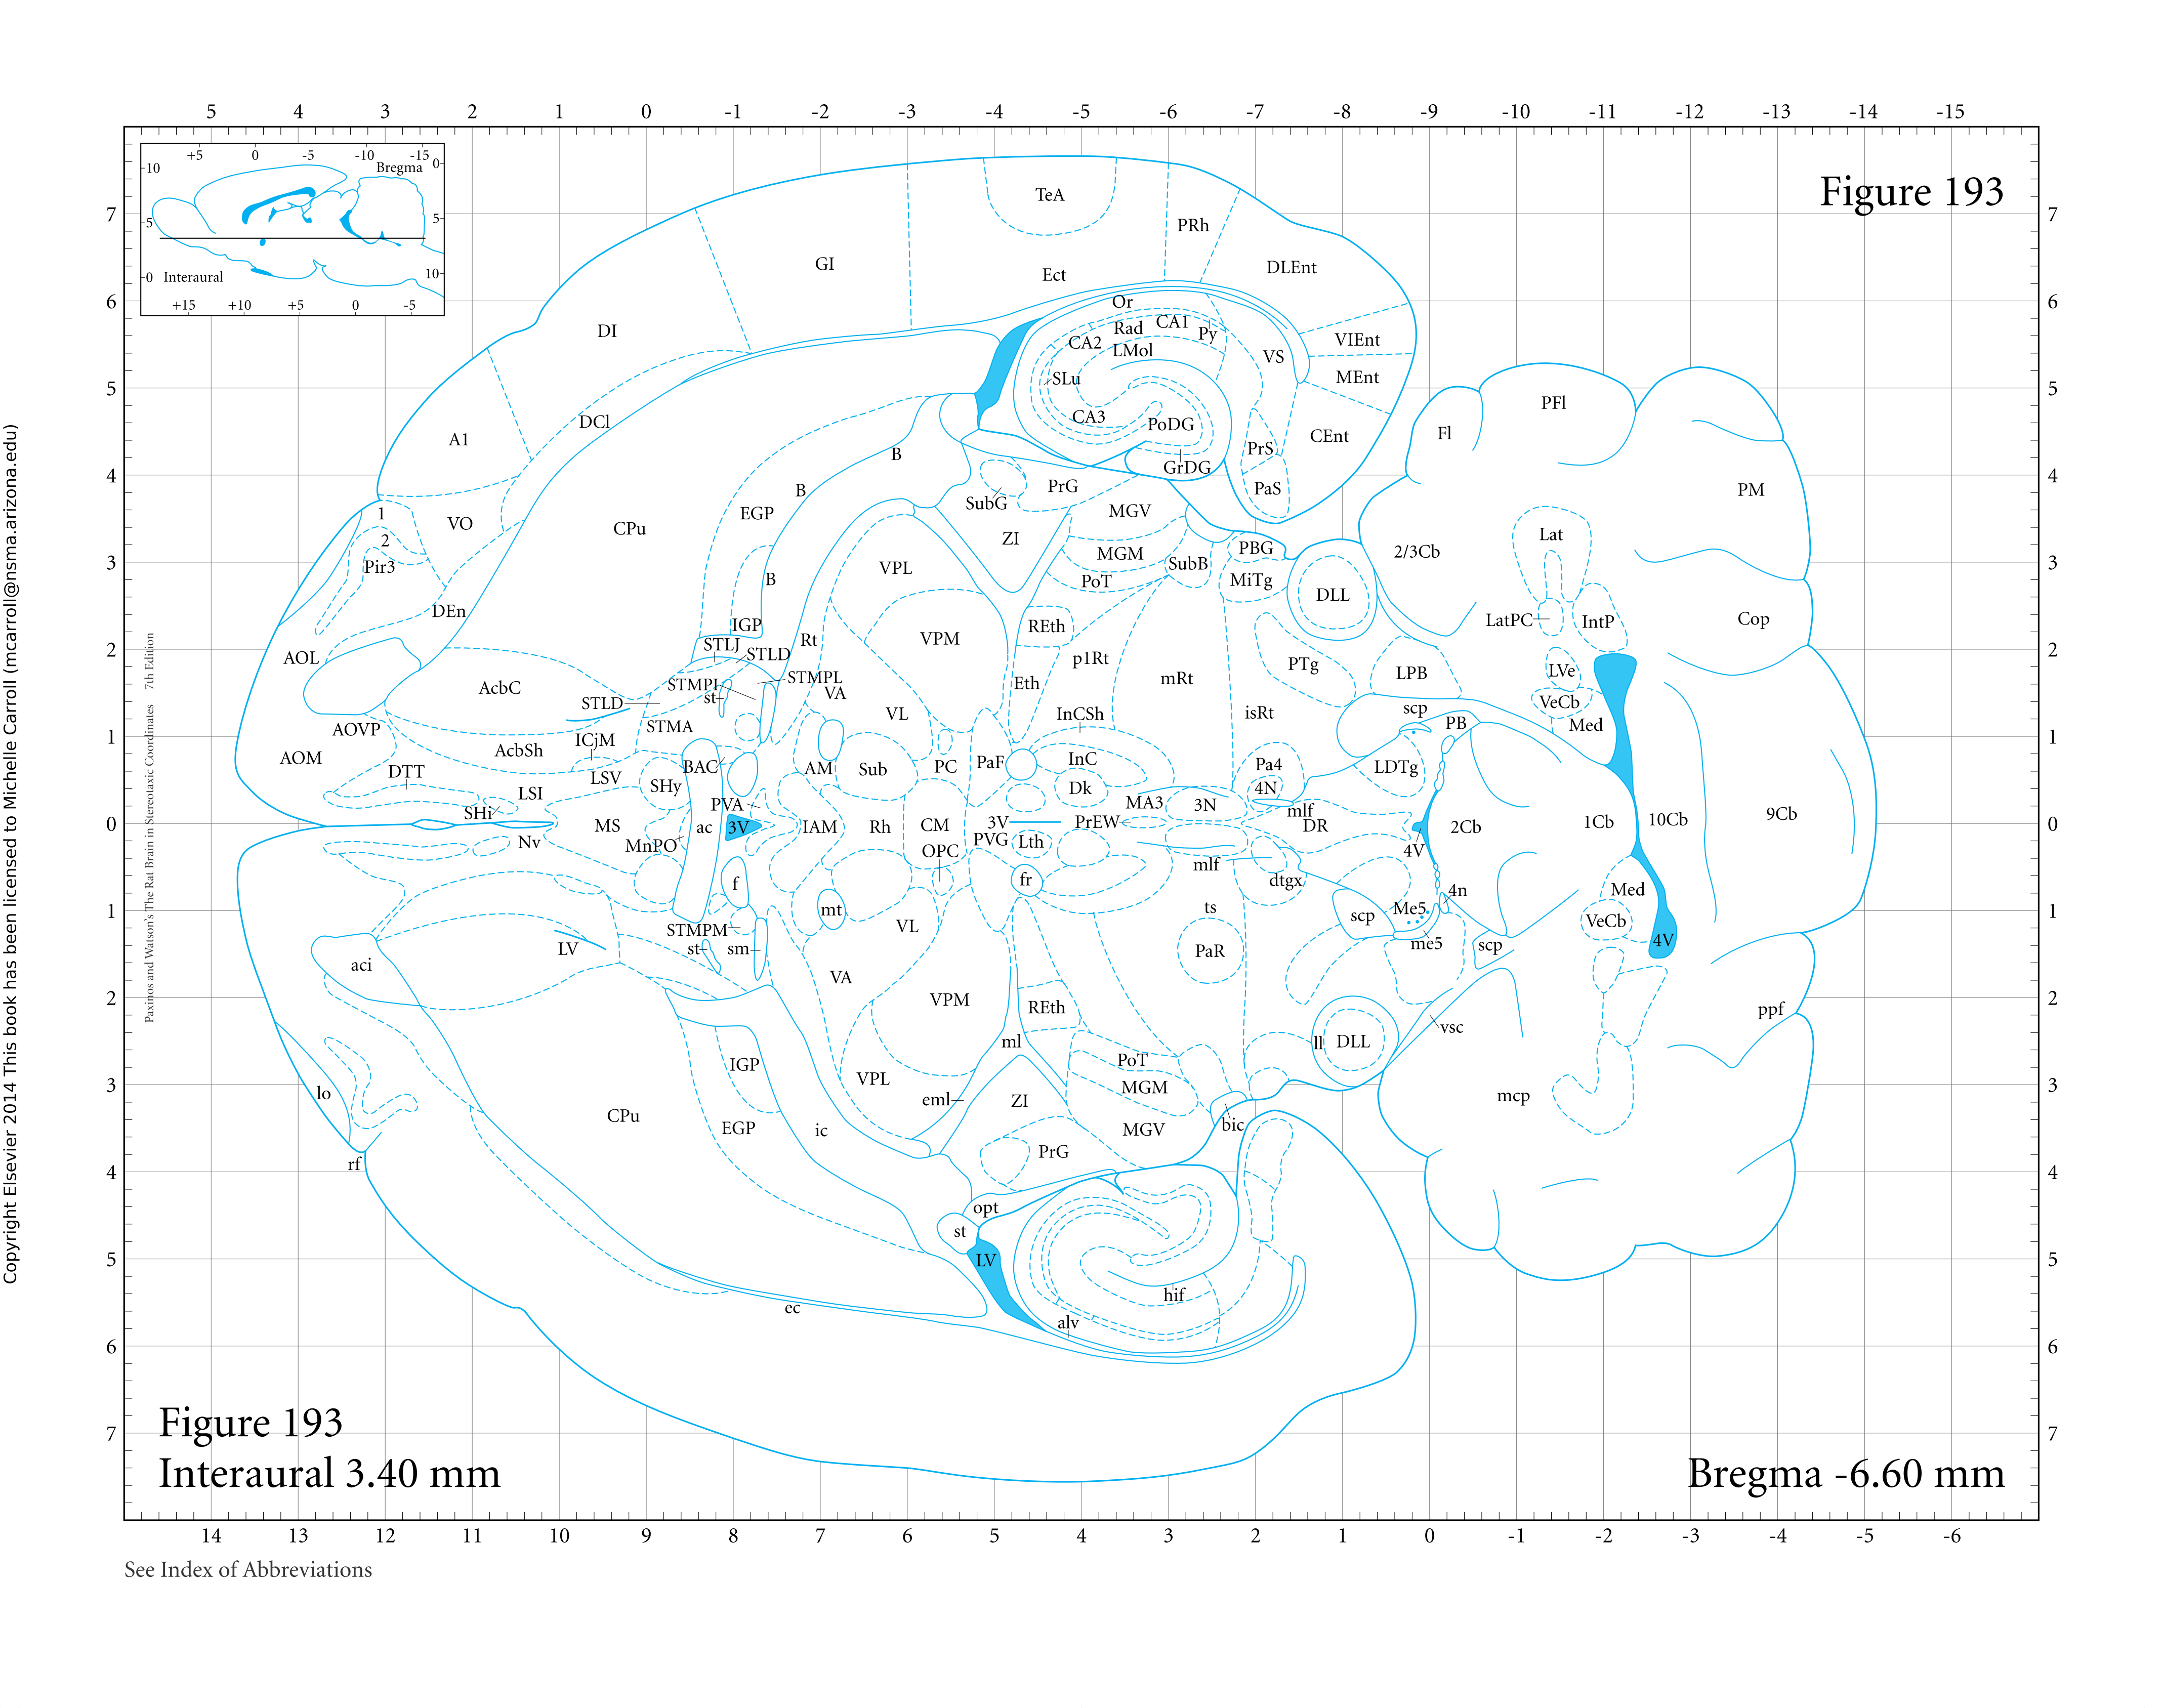 5 4 3 2 1 0 -1 -2 -3 -4 -5 -6 -7 -8 -9 -10 -11 -12 -13 -14 -15
+5 0 -5 -10 -15
Bregma
10 0
5 5
0 Interaural 10
+15 +10 +5 0 -5
Figure 193
TeA
7 7
PRh
GI
DLEnt
Ect
6 6
Or
DI
CA1
Rad
Py
VIEnt
CA2
LMol
VS
MEnt
SLu
5 5
PFl
CA3
DCl
PoDG
Fl
A1
CEnt
PrS
B
GrDG
4 4
PrG
PaS
B
PM
SubG
1
EGP
MGV
VO
CPu
Lat
2
ZI
PBG
2/3Cb
MGM
3 3
SubB
Pir3
VPL
B
PoT
MiTg
DLL
DEn
LatPC
Cop
IntP
IGP
REth
VPM
Rt
STLJ
2 2
STLD
AOL
p1Rt
PTg
LVe
LPB
STMPL
mRt
AcbC
STMPI
Eth
VA
st
STLD
VeCb
scp
isRt
VL
InCSh
PB
STMA
Med
AOVP
1 1
ICjM
AcbSh
AOM
InC
PaF
BAC
Pa4
AM
Sub
PC
LDTg
DTT
LSV
SHy
Dk
4N
LSI
PVA
MA3
3N
SHi
mlf
10Cb
9Cb
0 0
MS
ac
3V
IAM
Rh
CM
3V
PrEW
DR
2Cb
1Cb
Nv
MnPO
PVG
Lth
OPC
4V
mlf
f
fr
dtgx
Med
4n
1 1
mt
ts
scp
Me5
VeCb
VL
STMPM
4V
me5
scp
LV
st
sm
PaR
aci
VA
2 2
VPM
REth
ppf
vsc
ml
ll
DLL
PoT
IGP
VPL
MGM
3 3
lo
mcp
eml
ZI
CPu
EGP
ic
bic
MGV
PrG
rf
4 4
opt
st
5 5
LV
hif
ec
alv
6 6
Figure 193
7 7
Interaural 3.40 mm
Bregma -6.60 mm
14 13 12 11 10 9 8 7 6 5 4 3 2 1 0 -1 -2 -3 -4 -5 -6
See Index of Abbreviations
Paxinos and Watson's The Rat Brain in Stereotaxic Coordinates 7th Edition
Copyright Elsevier 2014 This book has been licensed to Michelle Carroll (mcarroll@nsma.arizona.edu)